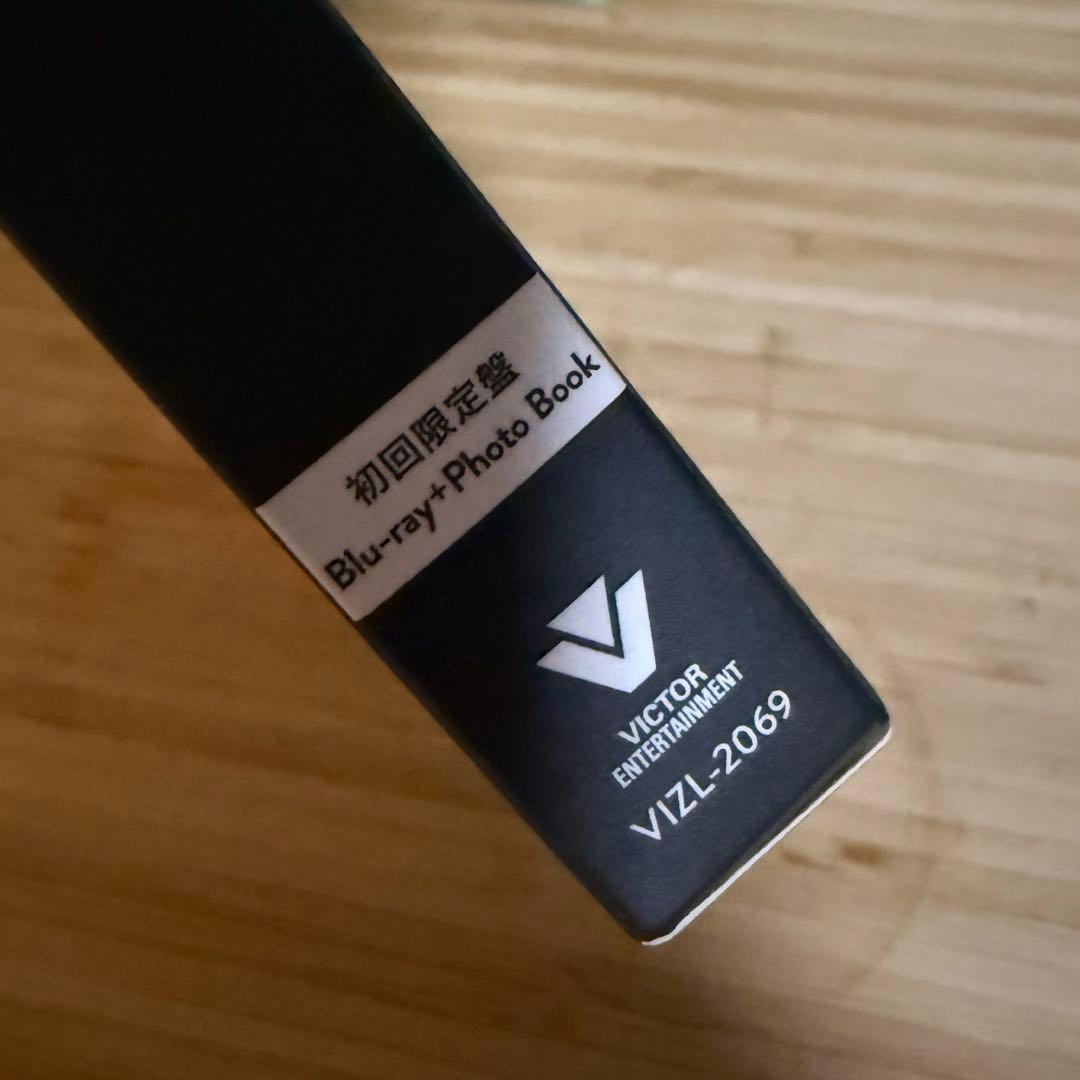 初回限定盤
Blu-ray+Photo Book
VICTOR
ENTERTAINMENT
VIZL-2069